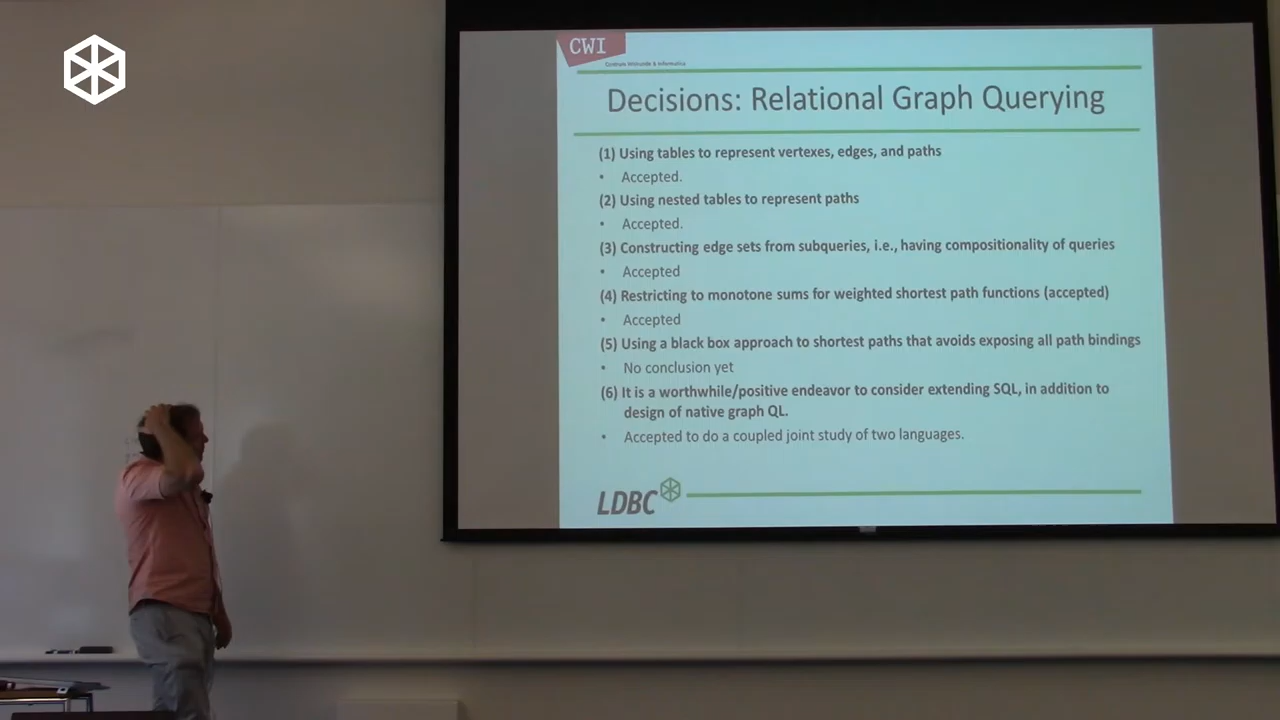 CWI
Centrum Wiskunde & Informatica
Decisions: Relational Graph Querying
(1) Using tables to represent vertexes, edges, and paths
• Accepted.
(2) Using nested tables to represent paths
• Accepted.
(3) Constructing edge sets from subqueries, i.e., having compositionality of queries
• Accepted
(4) Restricting to monotone sums for weighted shortest path functions (accepted)
• Accepted
(5) Using a black box approach to shortest paths that avoids exposing all path bindings
• No conclusion yet
(6) It is a worthwhile/positive endeavor to consider extending SQL, in addition to
design of native graph QL.
• Accepted to do a coupled joint study of two languages.
LDBC